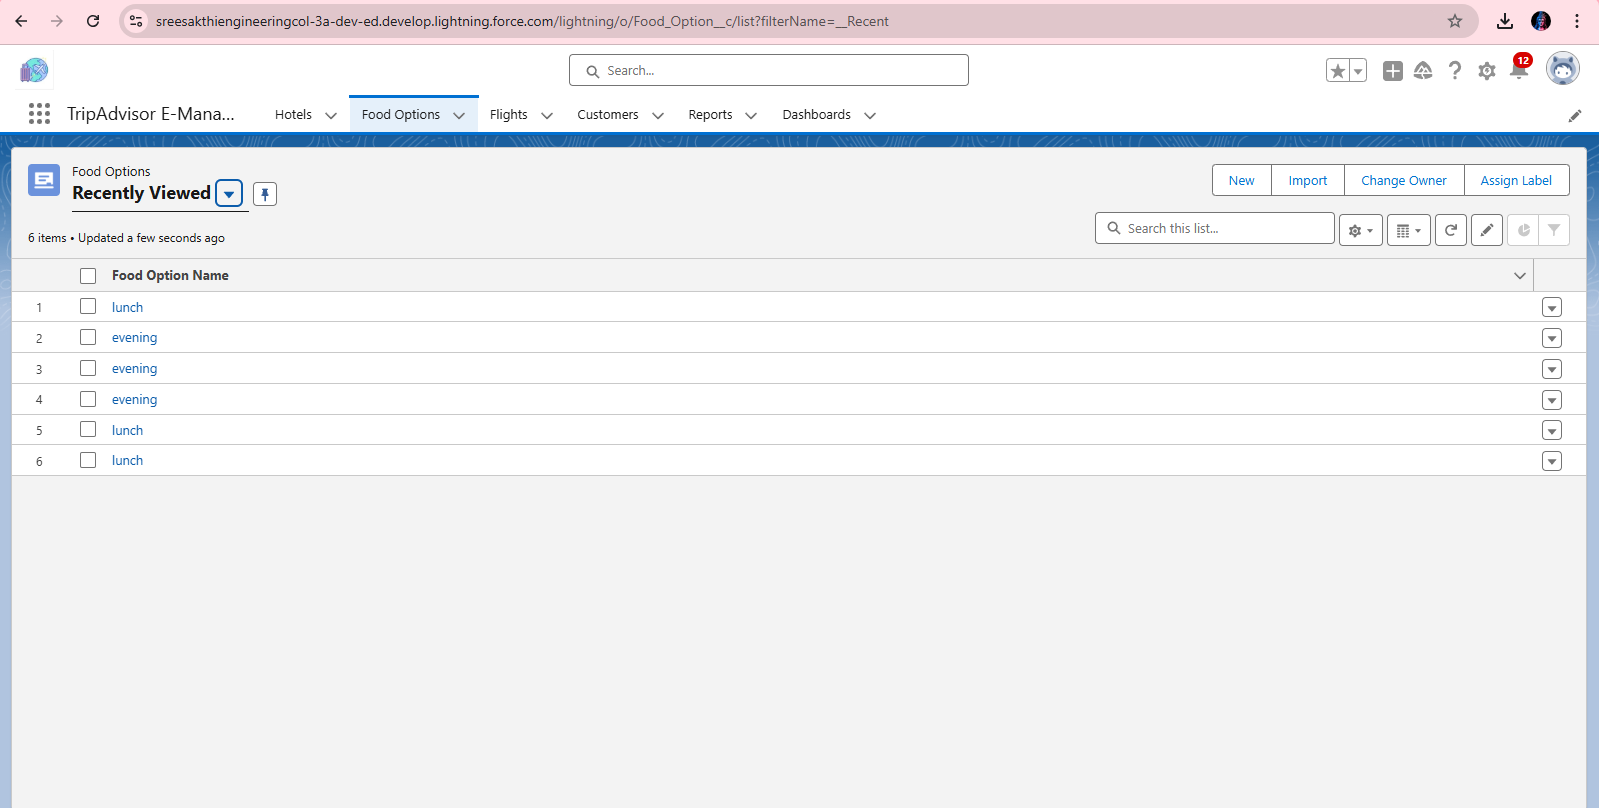 sreesakthiengineeringcol-3a-dev-ed.develop.lightning.force.com/lightning/o/Food_Option__c/list?filterName=__Recent
Search...
12
TripAdvisor E-Mana... Hotels Food Options Flights Customers Reports Dashboards
Food Options
Recently Viewed
New Import Change Owner Assign Label
6 items • Updated a few seconds ago
Search this list...
Food Option Name
1 lunch
2 evening
3 evening
4 evening
5 lunch
6 lunch